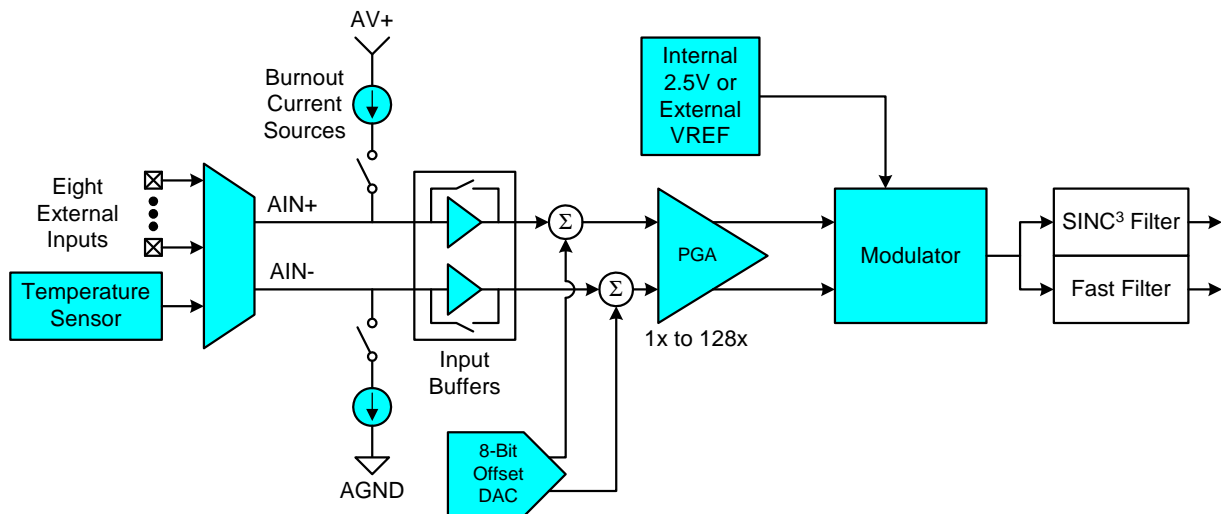 AV+
Burnout
Current
Sources
Internal
2.5V or
External
VREF
Eight
External
Inputs
AIN+
Σ
SINC³ Filter
PGA
Modulator
AIN-
Temperature
Sensor
Σ
Fast Filter
1x to 128x
Input
Buffers
8-Bit
Offset
DAC
AGND